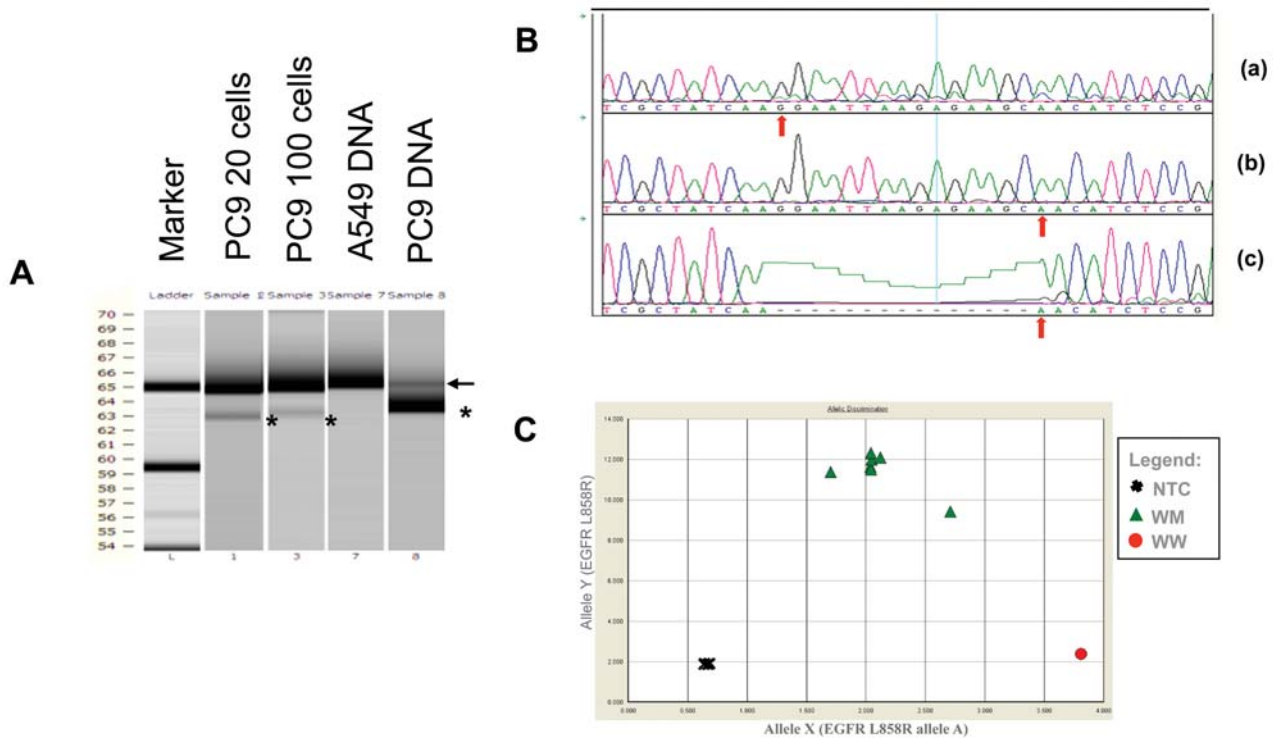 A
Marker
PC9 20 cells
PC9 100 cells
A549 DNA
PC9 DNA
Ladder Sample Sample 3 Sample 7 Sample 8
70
69
68
67
66
65
64
63
62
61
60
59
58
57
56
55
54
* * *
L 1 3 7 8
B
(a)
T C G C T A T C A A G G A A T T A A G A G A A G C A A C A T C T C C G
(b)
T C G C T A T C A A G G A A T T A A G A G A A G C A A C A T C T C C G
(c)
T C G C T A T C A A - - - - - - - - - - - - - - - A A C A T C T C C G
C
Allelic Discrimination
Allele Y (EGFR L858R)
14.000
12.000
10.000
8.000
6.000
4.000
2.000
0.000
0.000 0.500 1.000 1.500 2.000 2.500 3.000 3.500 4.000
Allele X (EGFR L858R allele A)
Legend:
NTC
WM
WW